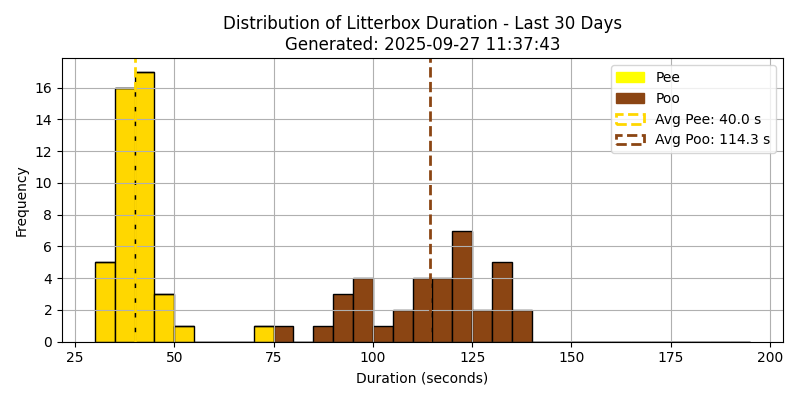 Distribution of Litterbox Duration - Last 30 Days
Generated: 2025-09-27 11:37:43
Pee
Poo
Avg Pee: 40.0 s
Avg Poo: 114.3 s
Frequency
16
14
12
10
8
6
4
2
0
25
50
75
100
125
150
175
200
Duration (seconds)